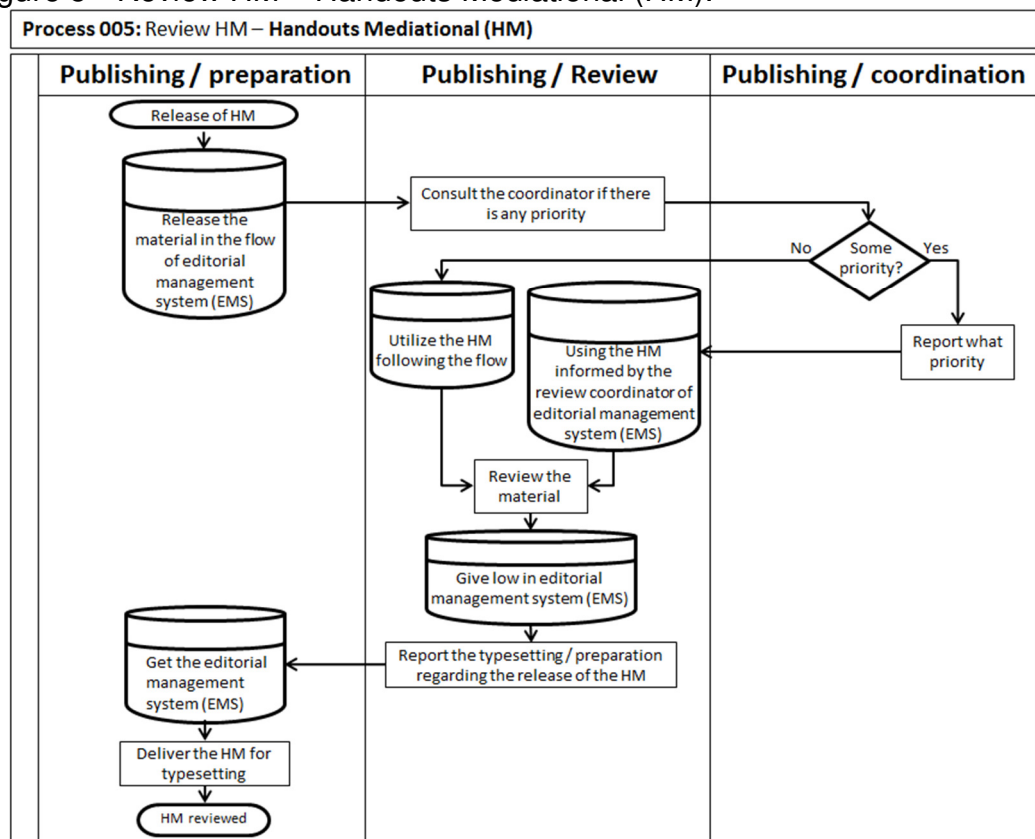 Process 005: Review HM – Handouts Mediational (HM)
Publishing / preparation
Publishing / Review
Publishing / coordination
Release of HM
Release the
material in the flow
of editorial
management
system (EMS)
Consult the coordinator if there
is any priority
Some
priority?
No
Yes
Report what
priority
Utilize the HM
following the flow
Using the HM
informed by the
review coordinator of
editorial management
system (EMS)
Review the
material
Give low in editorial
management system (EMS)
Report the typesetting / preparation
regarding the release of the HM
Get the editorial
management
system (EMS)
Deliver the HM for
typesetting
HM reviewed